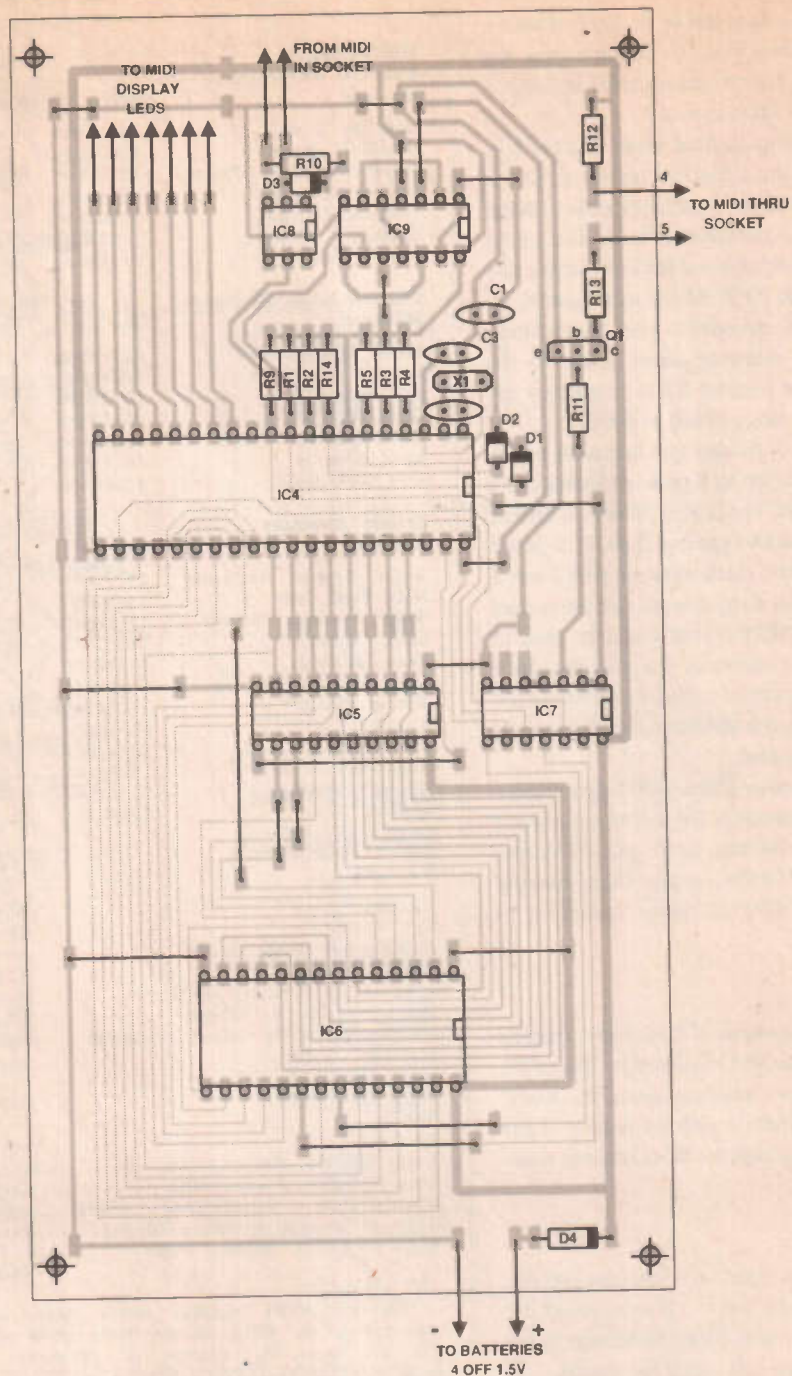 TO MIDI
DISPLAY
LEDS
FROM MIDI
IN SOCKET
R12
R10
D3
4
TO MIDI THRU
SOCKET
5
IC8
IC9
R13
C1
b
Q1
C3
e
c
R9
R1
R2
R14
R5
R3
R4
X1
R11
D2
D1
IC4
IC5
IC7
IC6
D4
-
+
TO BATTERIES
4 OFF 1.5V